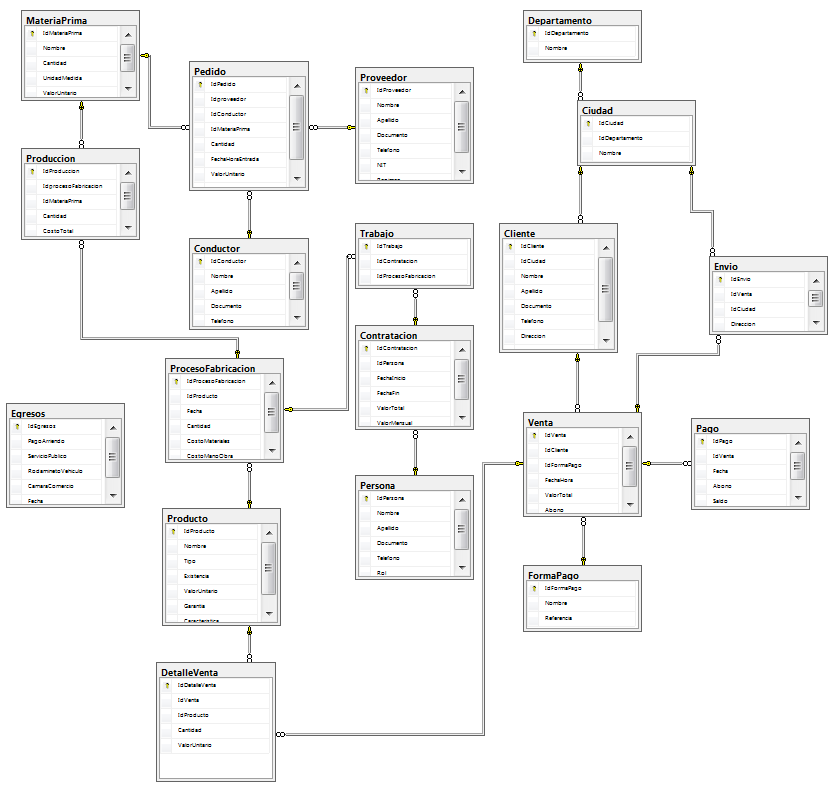 MateriaPrima
IdMateriaPrima
Nombre
Cantidad
UnidadMedida
ValorUnitario
Departamento
IdDepartamento
Nombre
Pedido
IdPedido
Idproveedor
IdConductor
IdMateriaPrima
Cantidad
FechaHoraEntrada
ValorUnitario
Proveedor
IdProveedor
Nombre
Apellido
Documento
Telefono
NIT
Ciudad
IdCiudad
IdDepartamento
Nombre
Produccion
IdProduccion
IdprocesoFabricacion
IdMateriaPrima
Cantidad
CostoTotal
Conductor
IdConductor
Nombre
Apellido
Documento
Telefono
Trabajo
IdTrabajo
IdContratacion
IdProcesoFabricacion
Cliente
IdCliente
IdCiudad
Nombre
Apellido
Documento
Telefono
Direccion
Envio
IdEnvio
IdVenta
IdCiudad
Direccion
Contratacion
IdContratacion
IdPersona
FechaInicio
FechaFin
ValorTotal
ValorMensual
ProcesoFabricacion
IdProcesoFabricacion
IdProducto
Fecha
Cantidad
CostoMateriales
CostoManoObra
Egresos
IdEgresos
PagoArriendo
ServicioPublico
RodaminetoVehiculo
CamaraComercio
Fecha
Venta
IdVenta
IdCliente
IdFormaPago
FechaHora
ValorTotal
Abono
Pago
IdPago
IdVenta
Fecha
Abono
Saldo
Persona
IdPersona
Nombre
Apellido
Documento
Telefono
Rol
Producto
IdProducto
Nombre
Tipo
Existencia
ValorUnitario
Garantia
Caracteristica
FormaPago
IdFormaPago
Nombre
Referencia
DetalleVenta
IdDetalleVenta
IdVenta
IdProducto
Cantidad
ValorUnitario